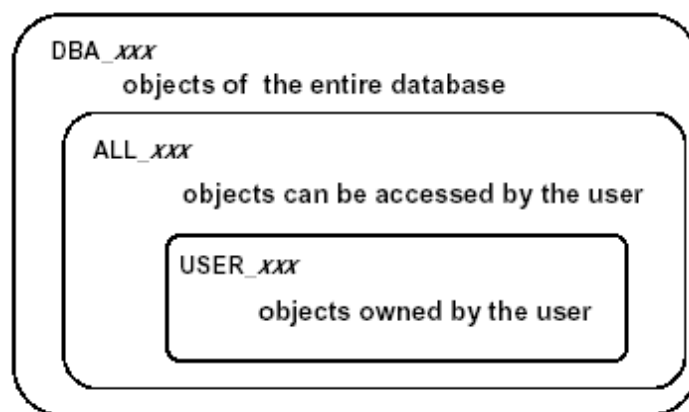 DBA_xxx
objects of the entire database
ALL_xxx
objects can be accessed by the user
USER_xxx
objects owned by the user